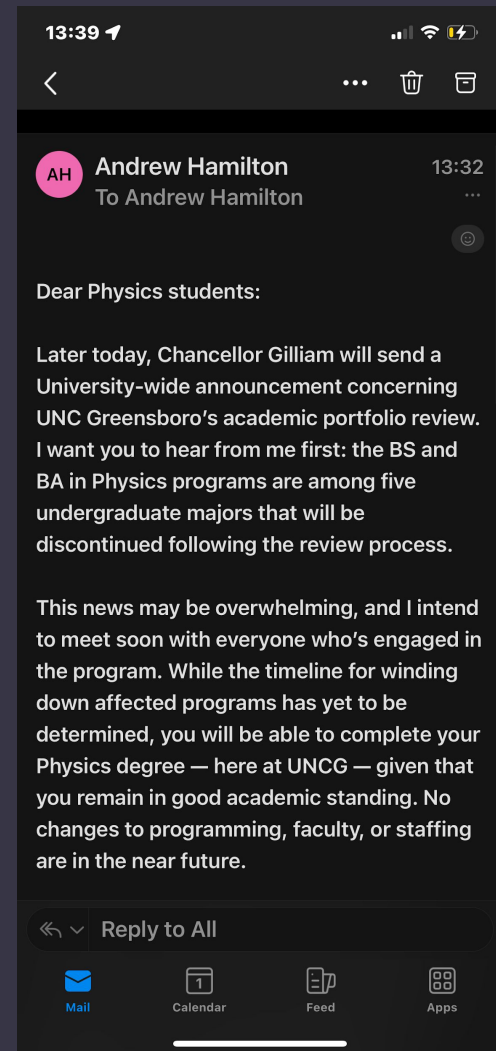 13:39
AH
Andrew Hamilton
13:32
To Andrew Hamilton
Dear Physics students:
Later today, Chancellor Gilliam will send a
University-wide announcement concerning
UNC Greensboro's academic portfolio review.
I want you to hear from me first: the BS and
BA in Physics programs are among five
undergraduate majors that will be
discontinued following the review process.
This news may be overwhelming, and I intend
to meet soon with everyone who's engaged in
the program. While the timeline for winding
down affected programs has yet to be
determined, you will be able to complete your
Physics degree — here at UNCG — given that
you remain in good academic standing. No
changes to programming, faculty, or staffing
are in the near future.
Reply to All
1
Mail
Calendar
Feed
Apps